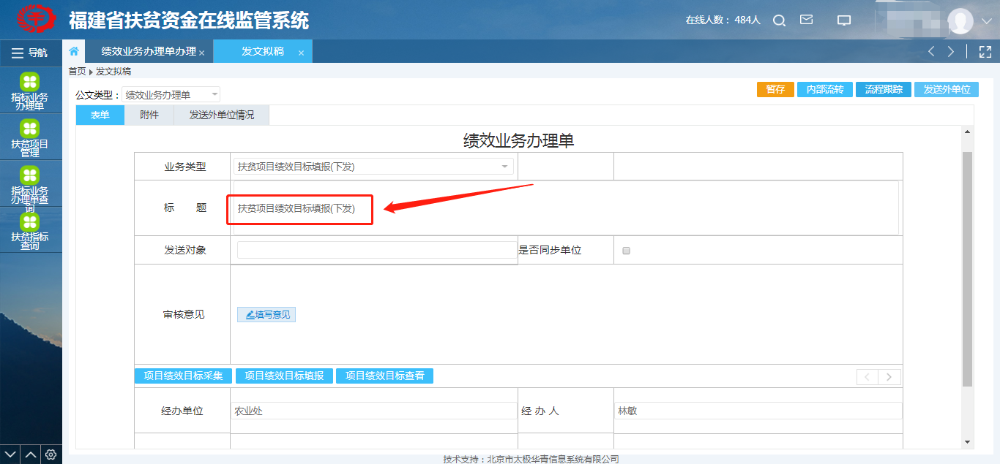 福建省扶贫资金在线监管系统
在线人数： 484人
导航
绩效业务办理单办理 ×
发文拟稿 ×
首页 发文拟稿
指标业务
办理单
扶贫项目
管理
指标业务
办理单查
询
扶贫指标
查询
公文类型： 绩效业务办理单
暂存 内部流转 流程跟踪 发送外单位
表单 附件 发送外单位情况
绩效业务办理单
业务类型 扶贫项目绩效目标填报(下发)
标 题 扶贫项目绩效目标填报(下发)
发送对象 是否同步单位
审核意见 填写意见
项目绩效目标采集 项目绩效目标填报 项目绩效目标查看
经办单位 农业处 经 办 人 林敏
技术支持：北京市太极华青信息系统有限公司